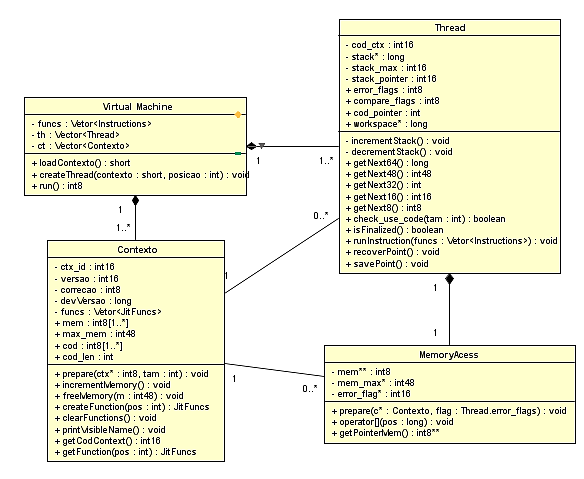 Thread
- cod_ctx : int16
- stack* : long
- stack_max : int16
- stack_pointer : int16
+ error_flags : int8
+ compare_flags : int8
+ cod_pointer : int
+ workspace* : long
- incrementStack() : void
- decrementStack() : void
+ getNext64() : long
+ getNext48() : int48
+ getNext32() : int
+ getNext16() : int16
+ getNext8() : int8
+ check_use_code(tam : int) : boolean
+ isFinalized() : boolean
+ runInstruction(funcs : Vetor<Instructions>) : void
+ recoverPoint() : void
+ savePoint() : void
Virtual Machine
- funcs : Vetor<Instructions>
- th : Vector<Thread>
- ct : Vector<Contexto>
+ loadContexo() : short
+ createThread(contexto : short, posicao : int) : void
+ run() : int8
1
1..*
1
1..*
0..*
1
Contexto
- ctx_id : int16
- versao : int16
- correcao : int8
- devVersao : long
- funcs : Vetor<JitFuncs>
+ mem : int8[1..*]
+ max_mem : int48
+ cod : int8[1..*]
+ cod_len : int
+ prepare(ctx* : int8, tam : int) : void
+ incrementMemory() : void
+ freeMemory(m : int48) : void
+ createFunction(pos : int) : JitFuncs
+ clearFunctions() : void
+ printVisibleName() : void
+ getCodContext() : int16
+ getFunction(pos : int) : JitFuncs
1
0..*
1
1
MemoryAcess
- mem** : int8
- mem_max* : int48
- error_flag* : int16
+ prepare(c* : Contexto, flag : Thread.error_flags) : void
+ operator[](pos : long) : void
+ getPointerMem() : int8**